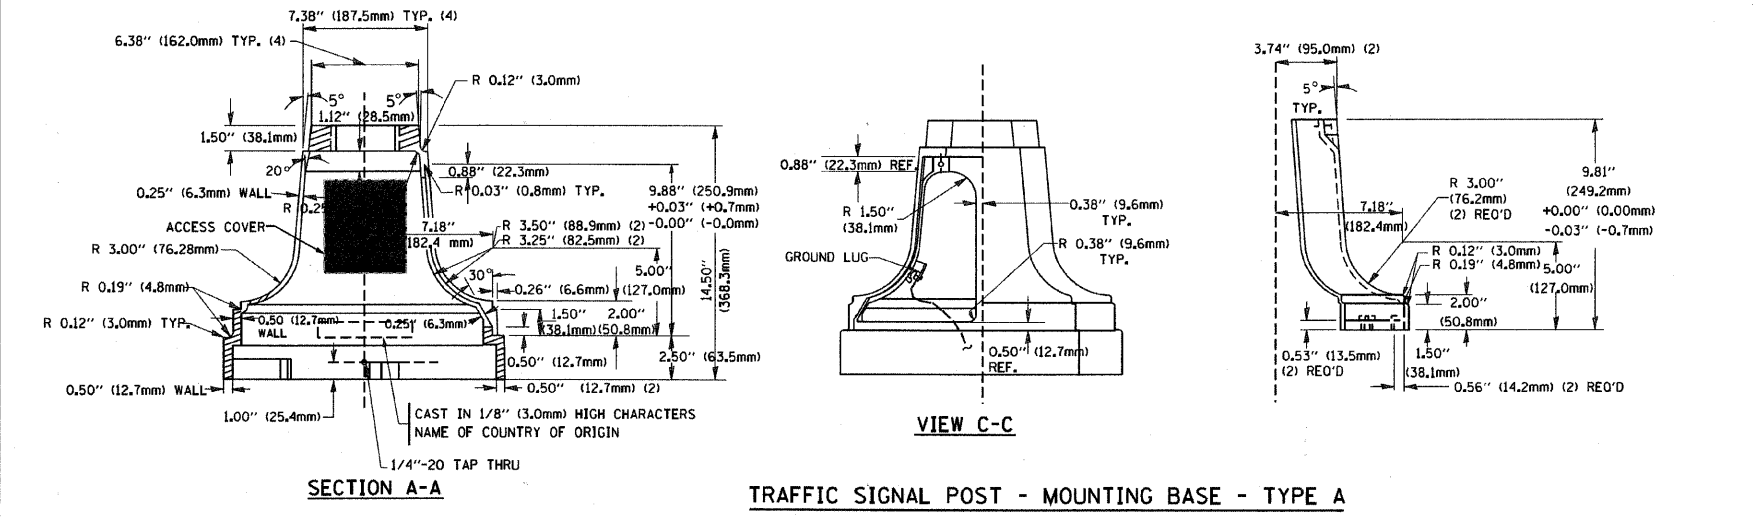 7.38" (187.5mm) TYP. (4)
6.38" (162.0mm) TYP. (4)
R 0.12" (3.0mm)
5°
5°
1.12" (28.5mm)
1.50" (38.1mm)
20°
0.88" (22.3mm)
0.25" (6.3mm) WALL
R 0.03" (0.8mm) TYP.
9.88" (250.9mm)
+0.03" (+0.7mm)
-0.00" (-0.0mm)
ACCESS COVER
7.18"
(182.4 mm)
R 3.50" (88.9mm) (2)
R 3.25" (82.5mm) (2)
R 3.00" (76.28mm)
14.50"
(368.3mm)
30°
5.00"
(127.0mm)
R 0.19" (4.8mm)
0.26" (6.6mm)
R 0.12" (3.0mm) TYP.
0.50 (12.7mm)
WALL
0.25" (6.3mm)
1.50"
(38.1mm)
2.00"
(50.8mm)
0.50" (12.7mm)
2.50" (63.5mm)
0.50" (12.7mm) WALL
0.50" (12.7mm) (2)
1.00" (25.4mm)
CAST IN 1/8" (3.0mm) HIGH CHARACTERS
NAME OF COUNTRY OF ORIGIN
1/4"-20 TAP THRU
SECTION A-A
0.88" (22.3mm) REF.
R 1.50"
(38.1mm)
0.38" (9.6mm)
TYP.
R 0.38" (9.6mm)
TYP.
GROUND LUG
0.50" (12.7mm)
REF.
VIEW C-C
3.74" (95.0mm) (2)
5°
TYP.
R 3.00"
(76.2mm)
(2) REQ'D
9.81"
(249.2mm)
+0.00" (0.00mm)
-0.03" (-0.7mm)
7.18"
(182.4mm)
R 0.12" (3.0mm)
R 0.19" (4.8mm)
5.00"
(127.0mm)
2.00"
(50.8mm)
0.53" (13.5mm)
(2) REQ'D
1.50"
(38.1mm)
0.56" (14.2mm) (2) REQ'D
TRAFFIC SIGNAL POST - MOUNTING BASE - TYPE A